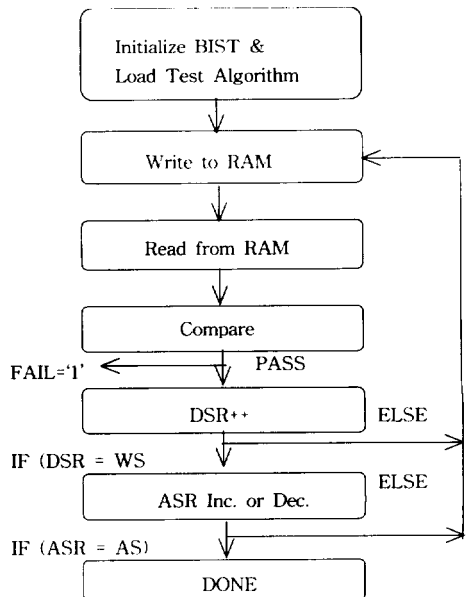 Initialize BIST &
Load Test Algorithm
Write to RAM
Read from RAM
Compare
PASS
FAIL='1'
DSR++
ELSE
IF (DSR = WS
ELSE
ASR Inc. or Dec.
IF (ASR = AS)
DONE